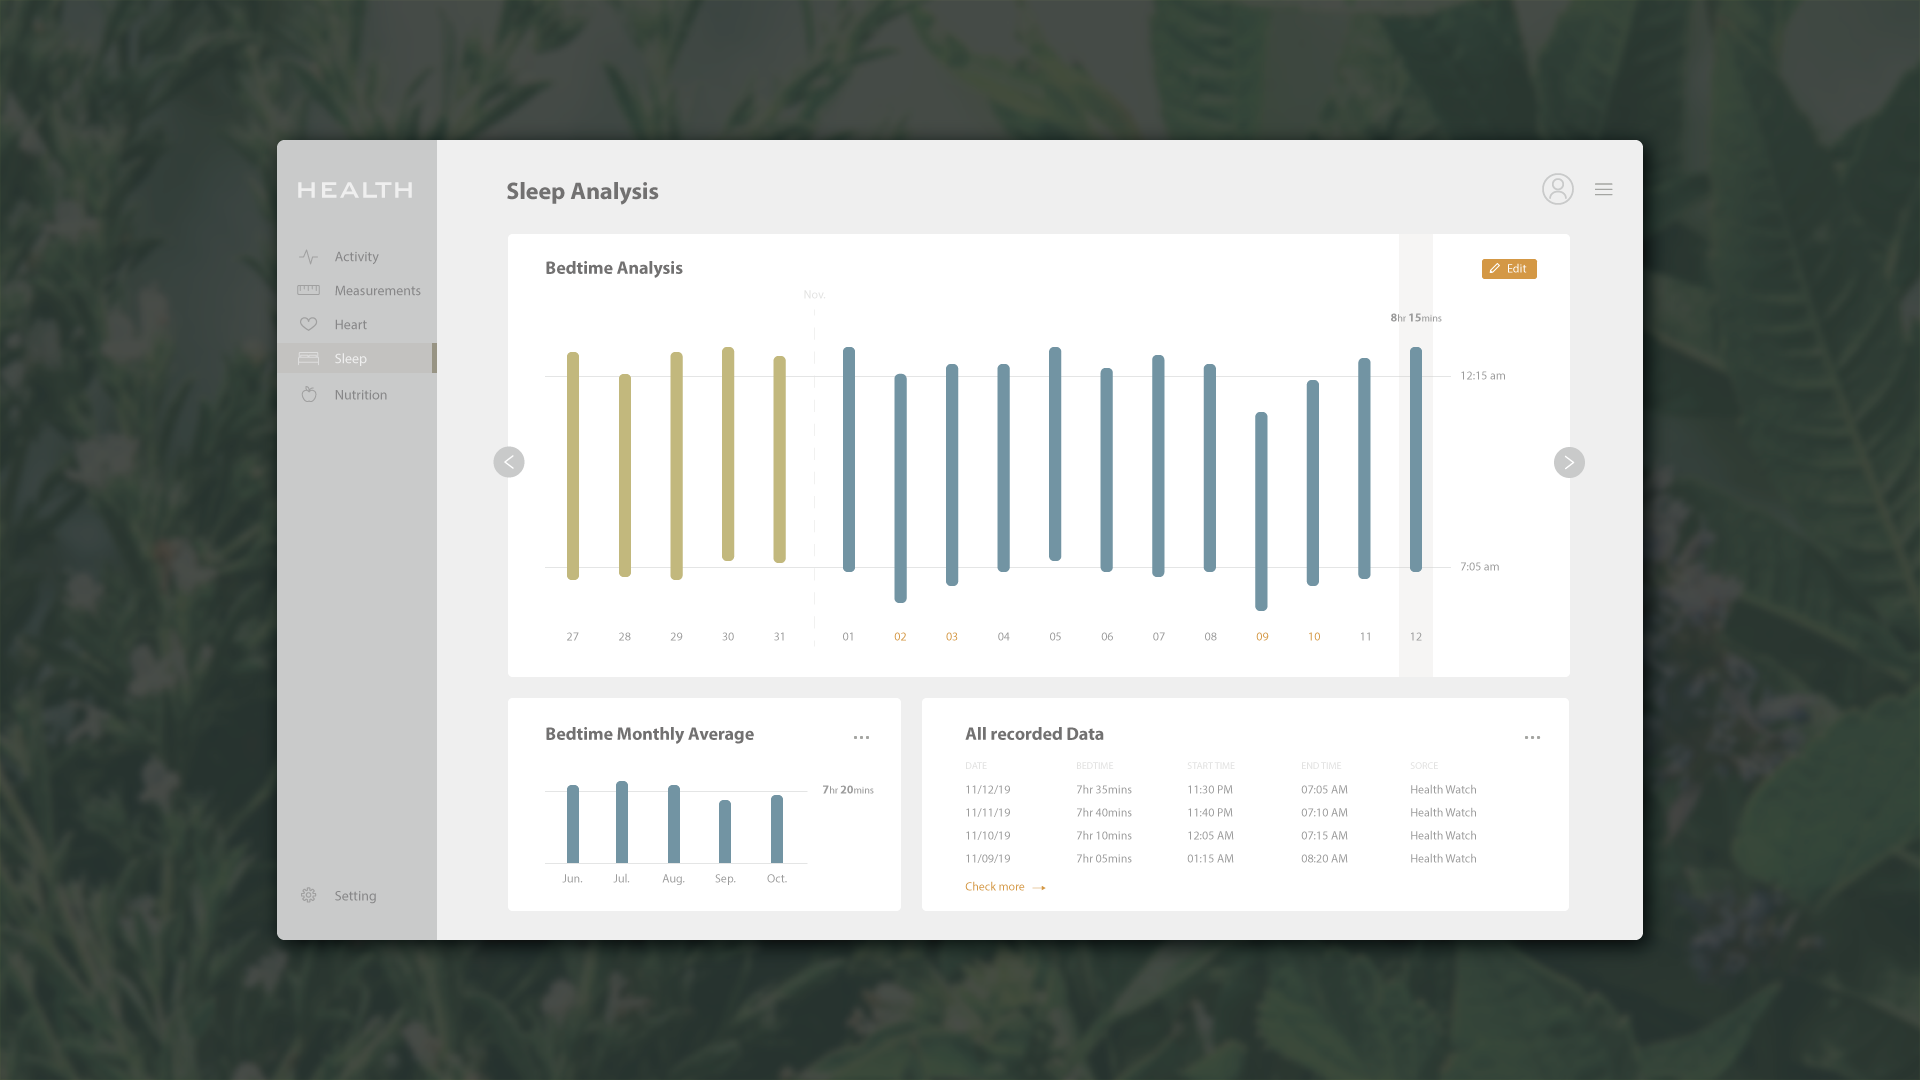 HEALTH
Activity
Measurements
Heart
Sleep
Nutrition
Setting
Sleep Analysis
Bedtime Analysis
Edit
Nov.
8hr 15mins
12:15 am
7:05 am
27 28 29 30 31 01 02 03 04 05 06 07 08 09 10 11 12
Bedtime Monthly Average
...
7hr 20mins
Jun. Jul. Aug. Sep. Oct.
All recorded Data
...
DATE BEDTIME START TIME END TIME SORCE
11/12/19 7hr 35mins 11:30 PM 07:05 AM Health Watch
11/11/19 7hr 40mins 11:40 PM 07:10 AM Health Watch
11/10/19 7hr 10mins 12:05 AM 07:15 AM Health Watch
11/09/19 7hr 05mins 01:15 AM 08:20 AM Health Watch
Check more